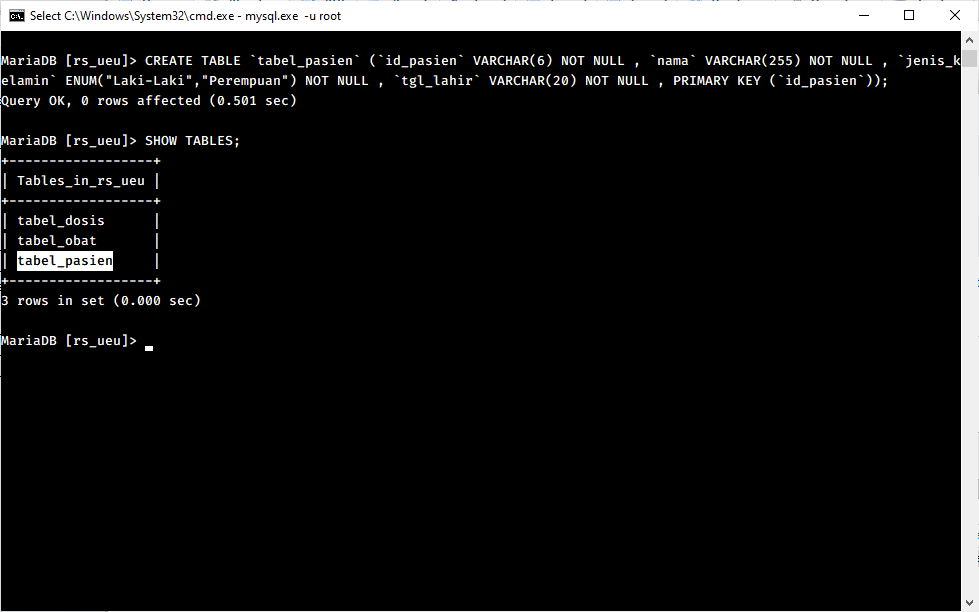 Select C:\Windows\System32\cmd.exe - mysql.exe -u root
MariaDB [rs_ueu]> CREATE TABLE `tabel_pasien` (`id_pasien` VARCHAR(6) NOT NULL , `nama` VARCHAR(255) NOT NULL , `jenis_k
elamin` ENUM("Laki-Laki","Perempuan") NOT NULL , `tgl_lahir` VARCHAR(20) NOT NULL , PRIMARY KEY (`id_pasien`));
Query OK, 0 rows affected (0.501 sec)
MariaDB [rs_ueu]> SHOW TABLES;
+------------------+
| Tables_in_rs_ueu |
+------------------+
| tabel_dosis      |
| tabel_obat       |
| tabel_pasien     |
+------------------+
3 rows in set (0.000 sec)
MariaDB [rs_ueu]>